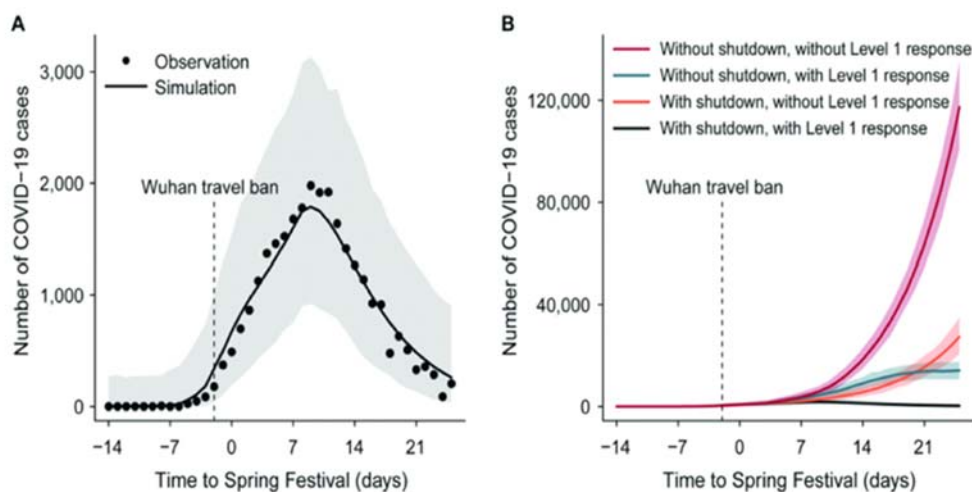 A
Observation
Simulation
Wuhan travel ban
Number of COVID−19 cases
3,000
2,000
1,000
0
−14
−7
0
7
14
21
Time to Spring Festival (days)
B
Without shutdown, without Level 1 response
Without shutdown, with Level 1 response
With shutdown, without Level 1 response
With shutdown, with Level 1 response
Wuhan travel ban
Number of COVID−19 cases
120,000
80,000
40,000
0
−14
−7
0
7
14
21
Time to Spring Festival (days)